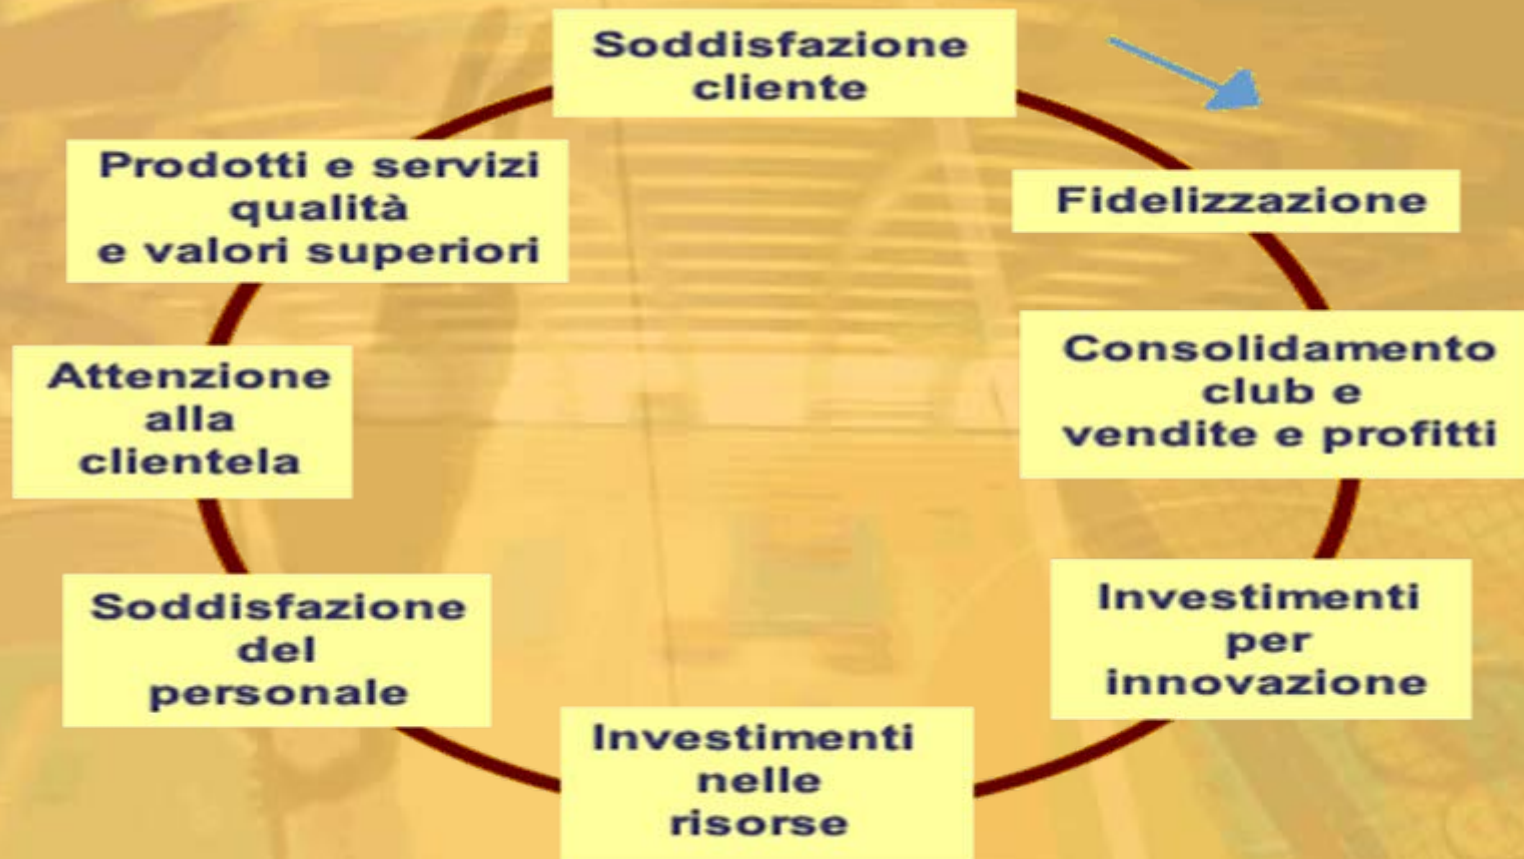 Soddisfazione
cliente
Fidelizzazione
Consolidamento
club e
vendite e profitti
Investimenti
per
innovazione
Investimenti
nelle
risorse
Soddisfazione
del
personale
Attenzione
alla
clientela
Prodotti e servizi
qualità
e valori superiori